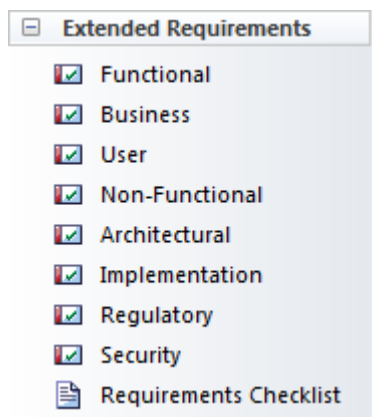 Extended Requirements
Functional
Business
User
Non-Functional
Architectural
Implementation
Regulatory
Security
Requirements Checklist